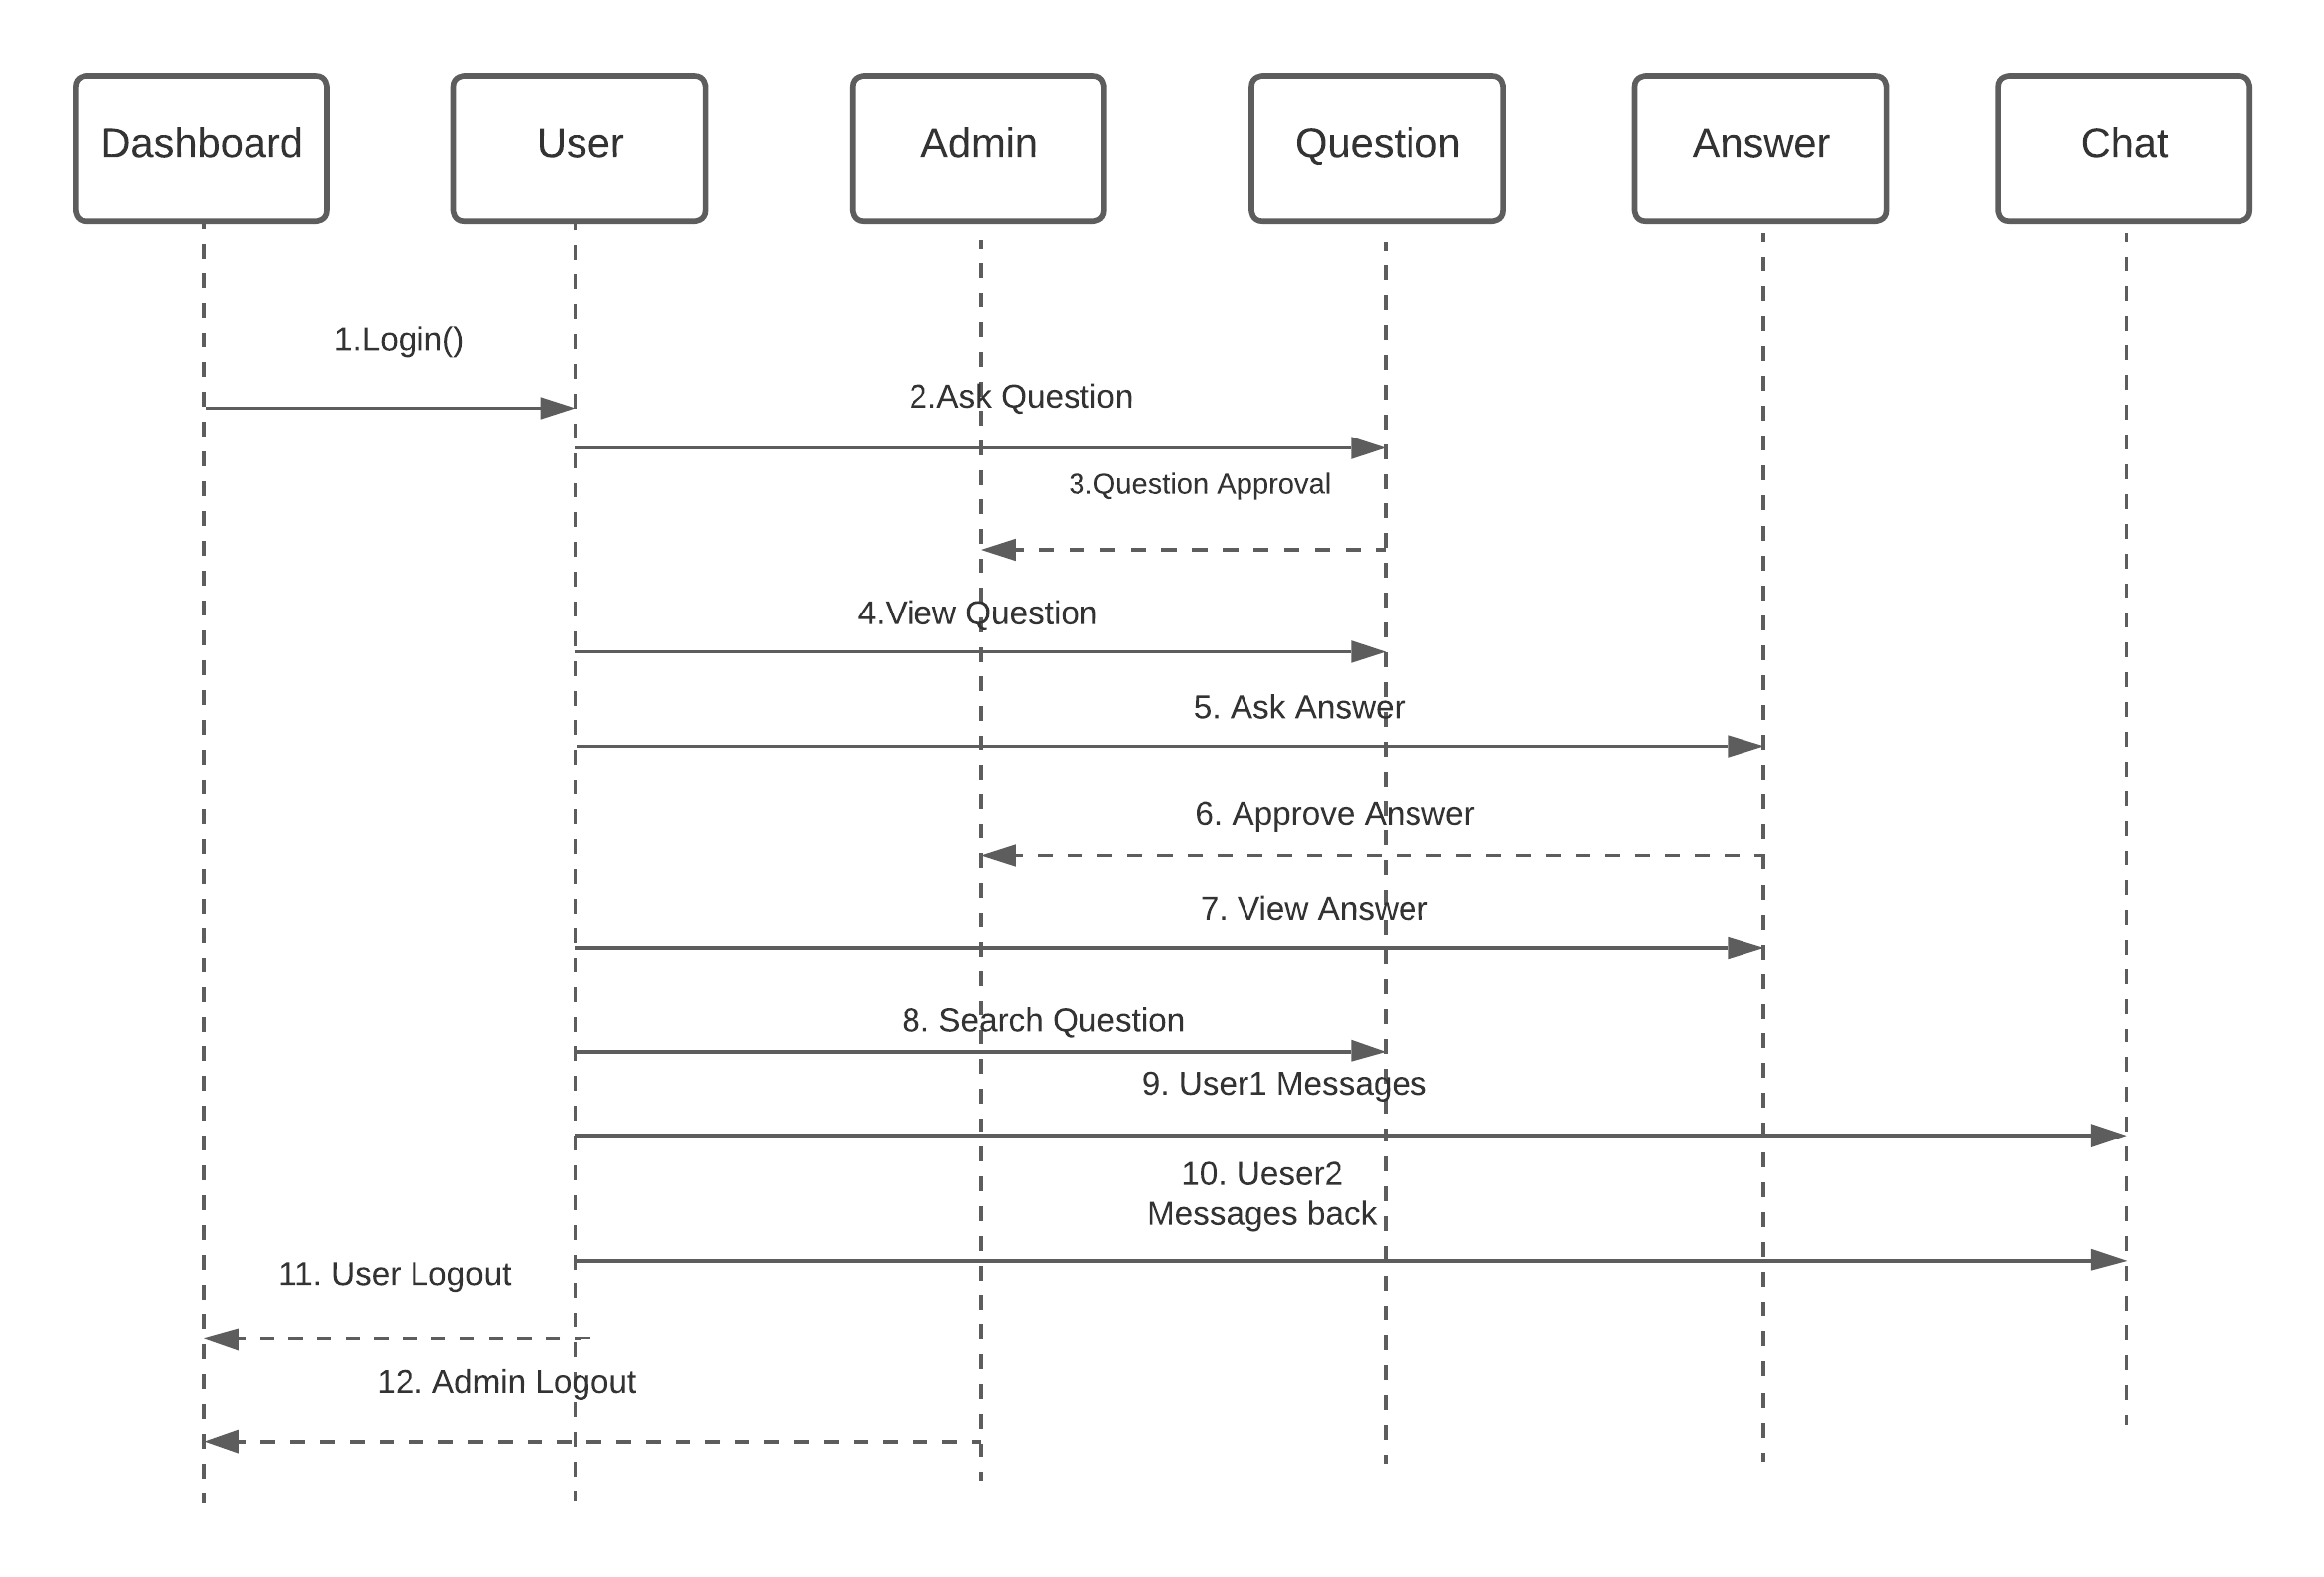 Dashboard
User
Admin
Question
Answer
Chat
1.Login()
2.Ask Question
3.Question Approval
4.View Question
5. Ask Answer
6. Approve Answer
7. View Answer
8. Search Question
9. User1 Messages
10. Ueser2
Messages back
11. User Logout
12. Admin Logout